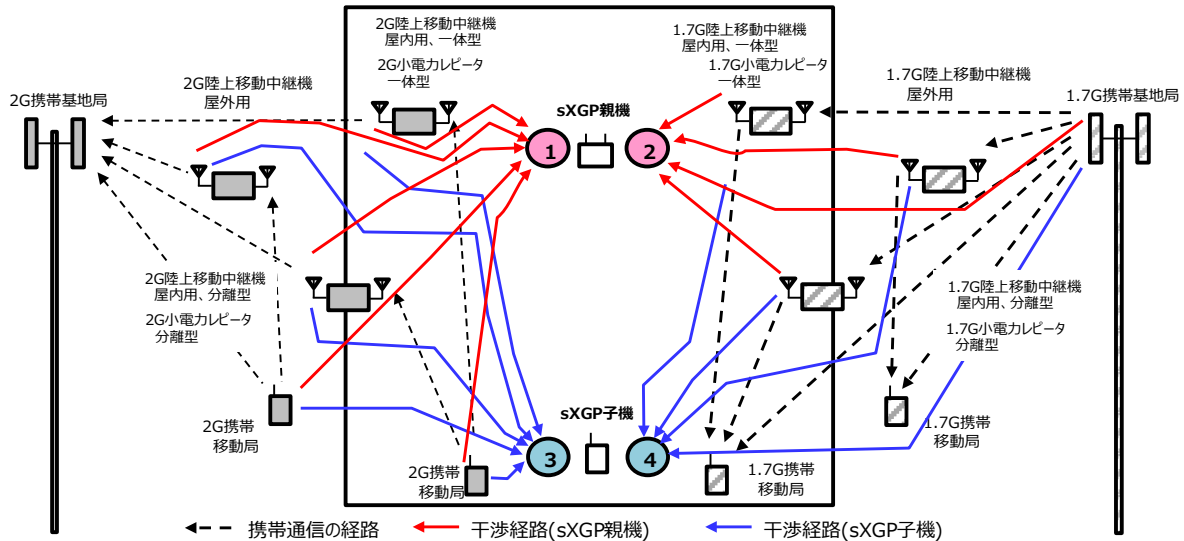 2G陸上移動中継機
屋内用、一体型
2G小電力レピータ
一体型
1.7G陸上移動中継機
屋内用、一体型
1.7G小電力レピータ
一体型
2G陸上移動中継機
屋外用
1.7G陸上移動中継機
屋外用
2G携帯基地局
1.7G携帯基地局
sXGP親機
1
2
2G陸上移動中継機
屋内用、分離型
2G小電力レピータ
分離型
1.7G陸上移動中継機
屋内用、分離型
1.7G小電力レピータ
分離型
sXGP子機
3
4
2G携帯
移動局
2G携帯
移動局
1.7G携帯
移動局
1.7G携帯
移動局
携帯通信の経路
干渉経路(sXGP親機)
干渉経路(sXGP子機)